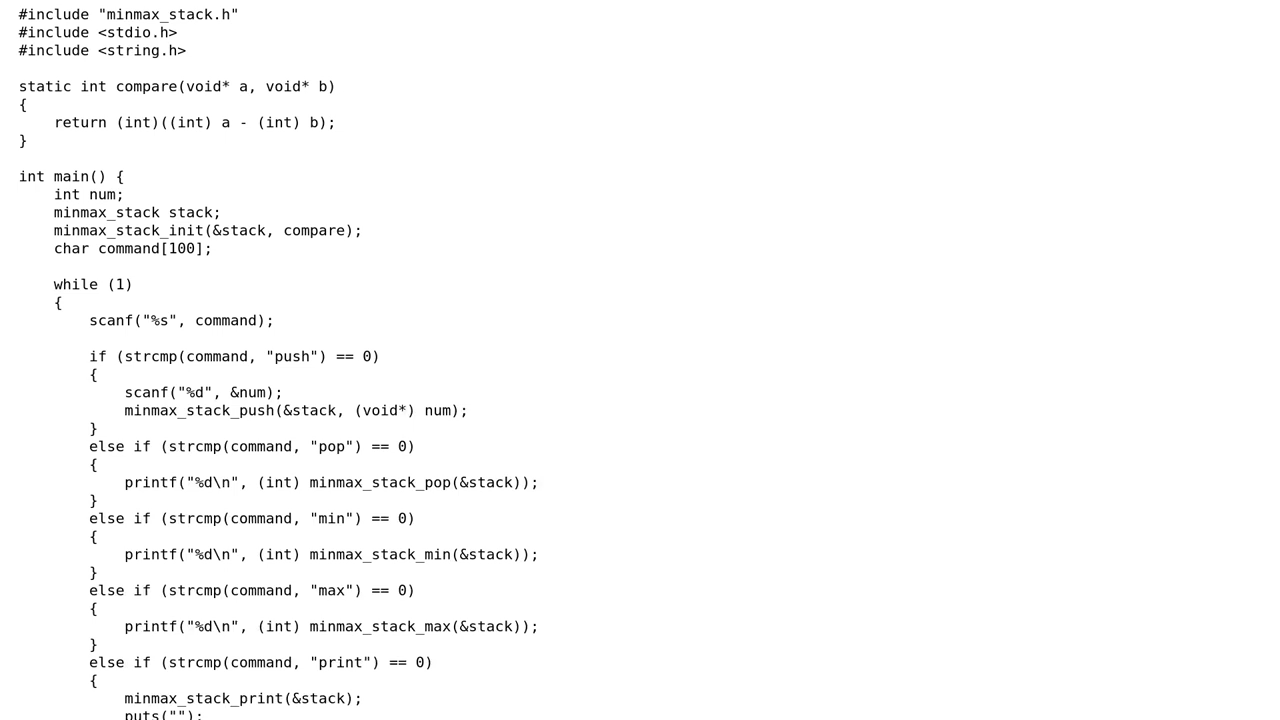 #include "minmax_stack.h"
#include <stdio.h>
#include <string.h>

static int compare(void* a, void* b)
{
    return (int)((int) a - (int) b);
}

int main() {
    int num;
    minmax_stack stack;
    minmax_stack_init(&stack, compare);
    char command[100];

    while (1)
    {
        scanf("%s", command);

        if (strcmp(command, "push") == 0)
        {
            scanf("%d", &num);
            minmax_stack_push(&stack, (void*) num);
        }
        else if (strcmp(command, "pop") == 0)
        {
            printf("%d\n", (int) minmax_stack_pop(&stack));
        }
        else if (strcmp(command, "min") == 0)
        {
            printf("%d\n", (int) minmax_stack_min(&stack));
        }
        else if (strcmp(command, "max") == 0)
        {
            printf("%d\n", (int) minmax_stack_max(&stack));
        }
        else if (strcmp(command, "print") == 0)
        {
            minmax_stack_print(&stack);
            puts("");